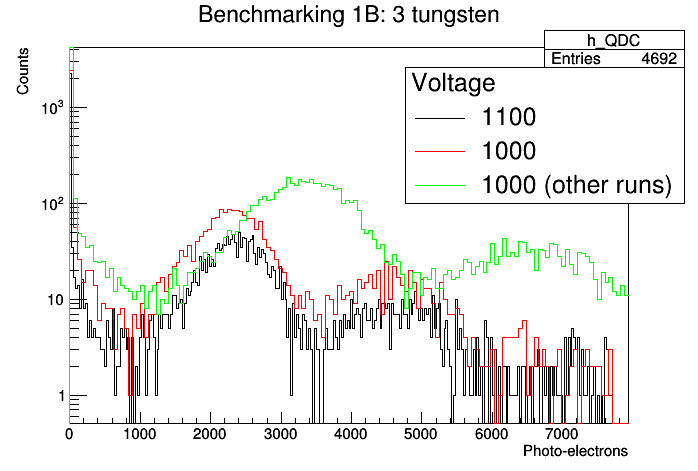 Benchmarking 1B: 3 tungsten
h_QDC
Entries 4692
Voltage
1100
1000
1000 (other runs)
Counts
10³
10²
10
1
0 1000 2000 3000 4000 5000 6000 7000
Photo-electrons